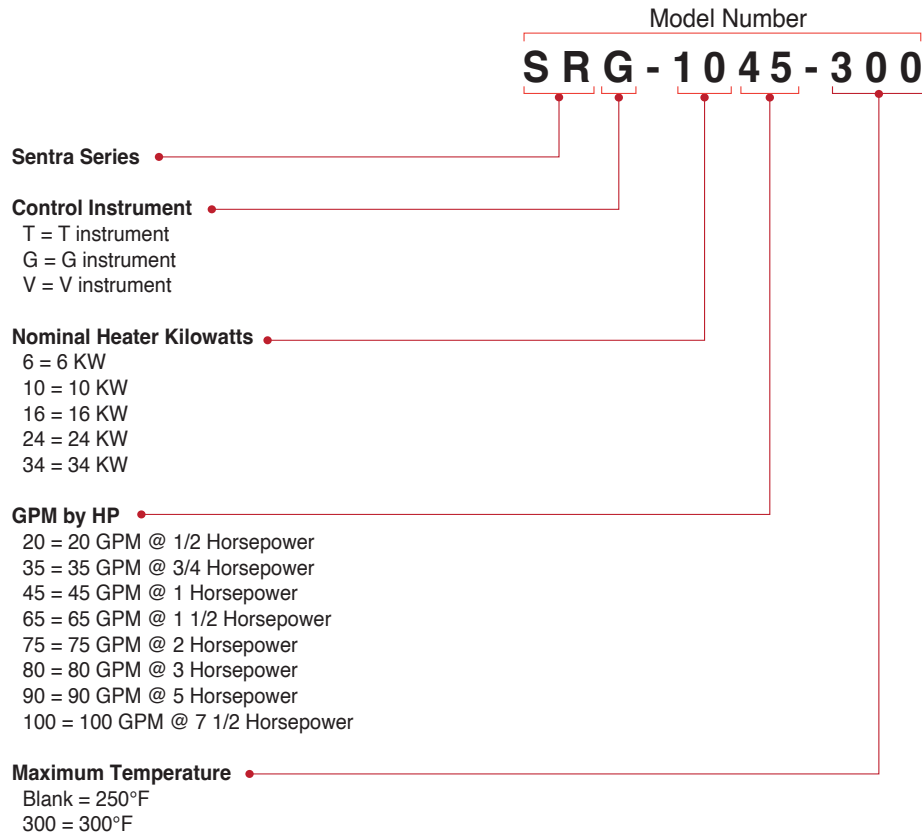 Model Number
SRG-1045-300
Sentra Series
Control Instrument
T = T instrument
G = G instrument
V = V instrument
Nominal Heater Kilowatts
6 = 6 KW
10 = 10 KW
16 = 16 KW
24 = 24 KW
34 = 34 KW
GPM by HP
20 = 20 GPM @ 1/2 Horsepower
35 = 35 GPM @ 3/4 Horsepower
45 = 45 GPM @ 1 Horsepower
65 = 65 GPM @ 1 1/2 Horsepower
75 = 75 GPM @ 2 Horsepower
80 = 80 GPM @ 3 Horsepower
90 = 90 GPM @ 5 Horsepower
100 = 100 GPM @ 7 1/2 Horsepower
Maximum Temperature
Blank = 250°F
300 = 300°F